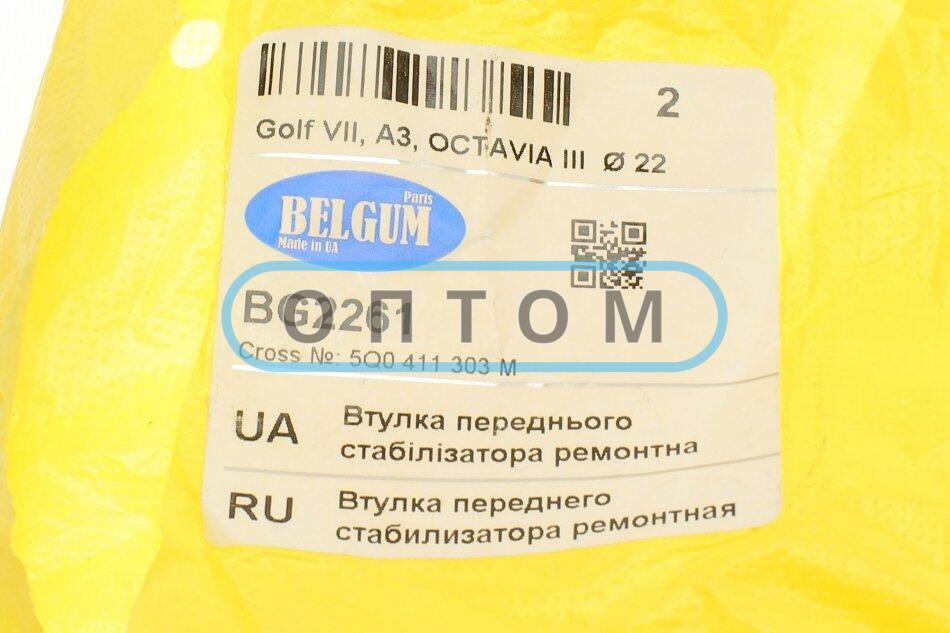 2
Golf VII, A3, OCTAVIA III Ø 22
Parts
BELGUM
Made in UA
BG2261
ОПТОМ
Cross №: 5Q0 411 303 M
UA
Втулка переднього
стабілізатора ремонтна
RU
Втулка переднего
стабилизатора ремонтная